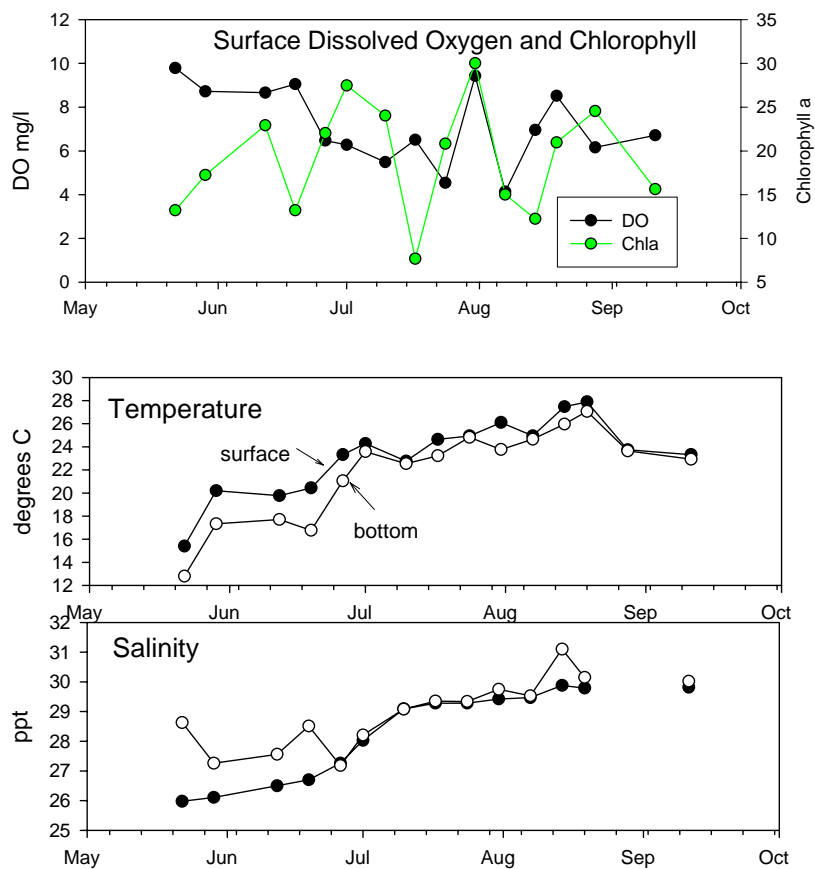 Surface Dissolved Oxygen and Chlorophyll
12
10
8
6
4
2
0
DO mg/l
35
30
25
20
15
10
5
Chlorophyll a
DO
Chla
May Jun Jul Aug Sep Oct
Temperature
30
28
26
24
22
20
18
16
14
12
degrees C
surface
bottom
May Jun Jul Aug Sep Oct
Salinity
32
31
30
29
28
27
26
25
ppt
May Jun Jul Aug Sep Oct